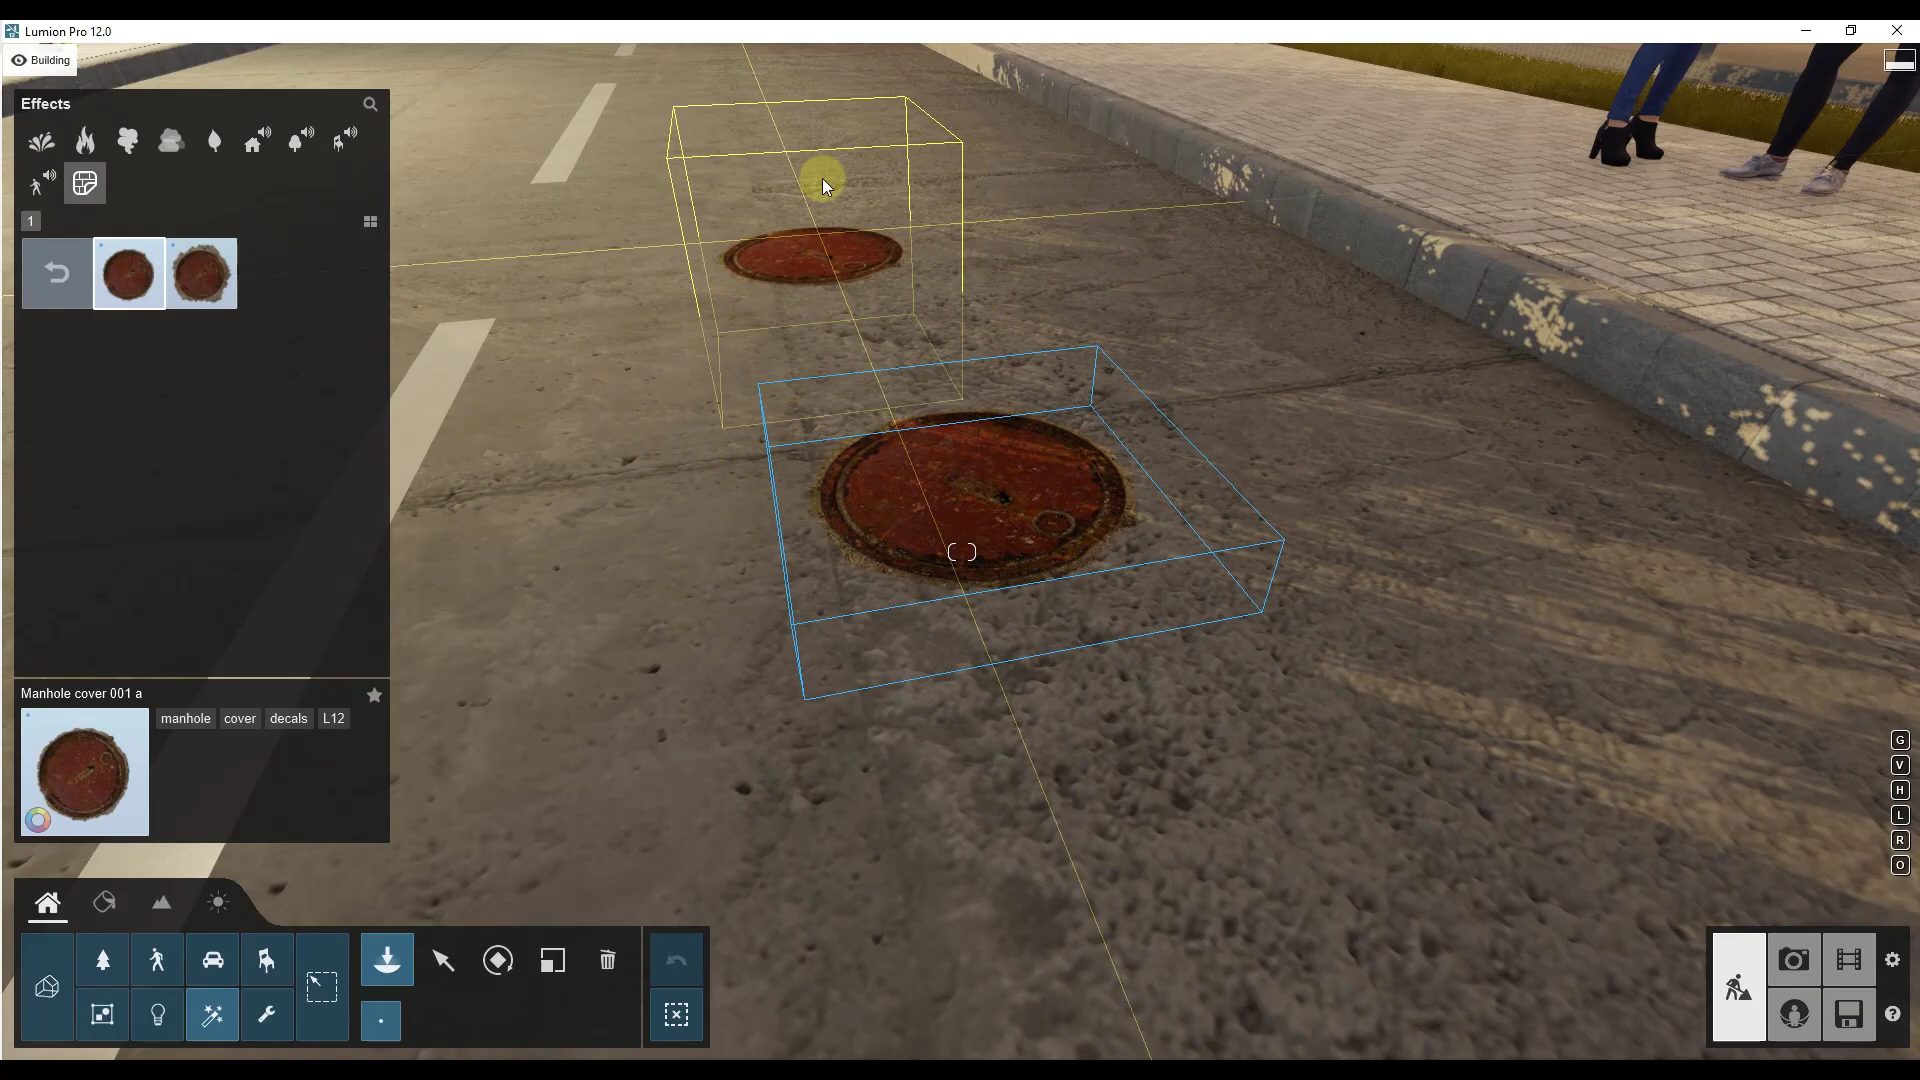 Lumion Pro 12.0
Building
Effects
1
Manhole cover 001 a
manhole cover decals L12
G
V
H
L
R
O
?